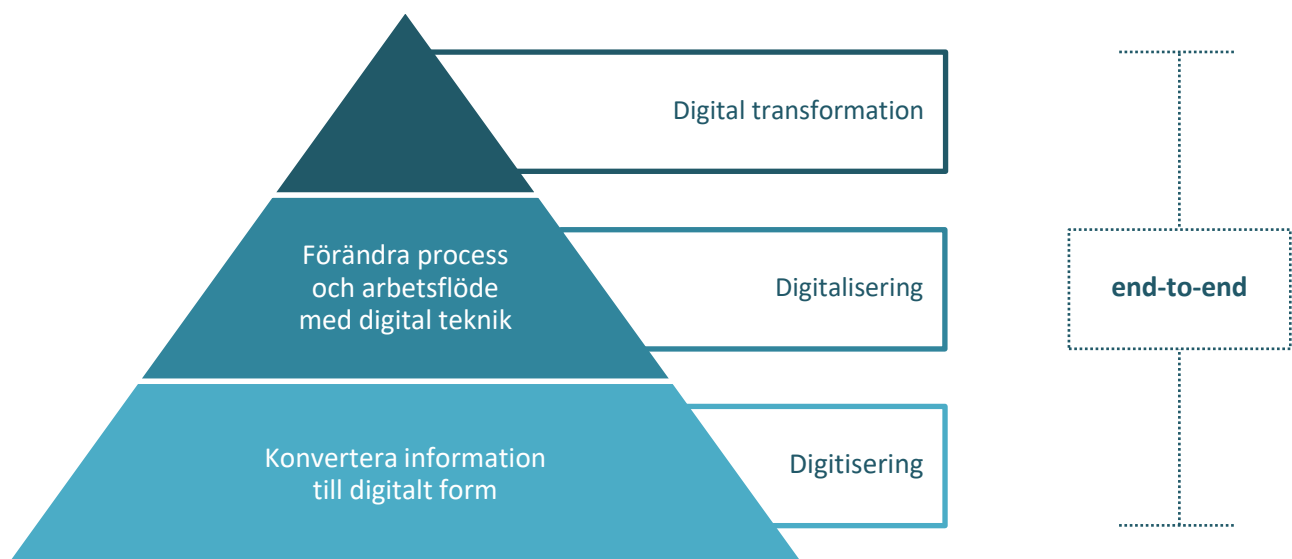 Digital transformation
Förändra process
och arbetsflöde
med digital teknik
Digitalisering
end-to-end
Konvertera information
till digitalt form
Digitisering